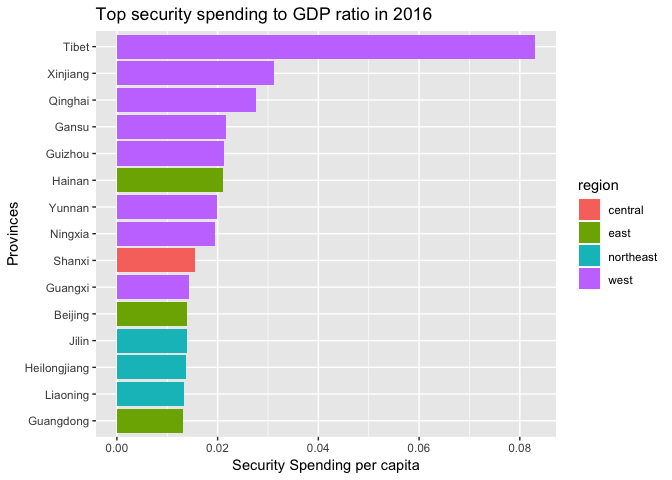 Top security spending to GDP ratio in 2016
Provinces
Tibet
Xinjiang
Qinghai
Gansu
Guizhou
Hainan
Yunnan
Ningxia
Shanxi
Guangxi
Beijing
Jilin
Heilongjiang
Liaoning
Guangdong
0.00 0.02 0.04 0.06 0.08
Security Spending per capita
region
central
east
northeast
west